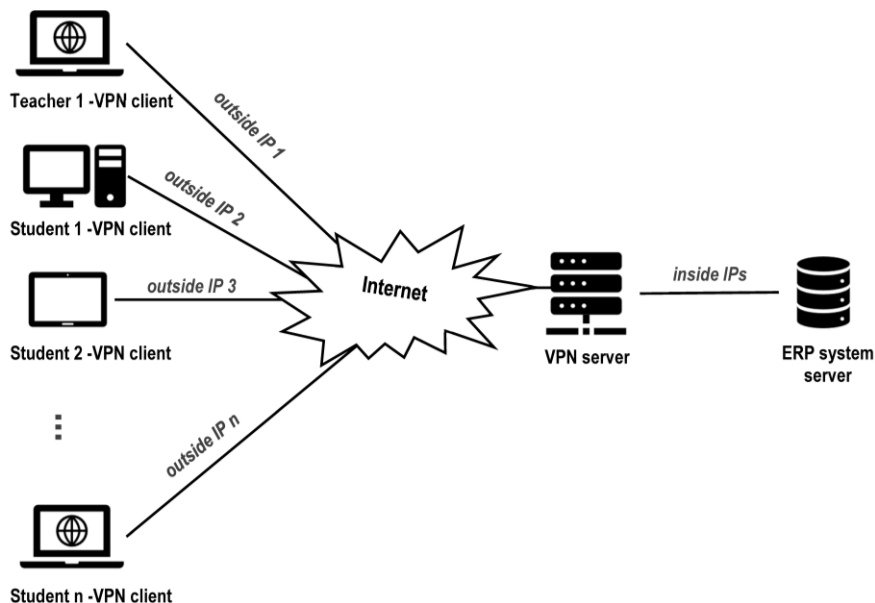 Teacher 1 -VPN client
outside IP 1
Student 1 -VPN client
outside IP 2
Student 2 -VPN client
outside IP 3
Internet
VPN server
inside IPs
ERP system
server
outside IP n
Student n -VPN client